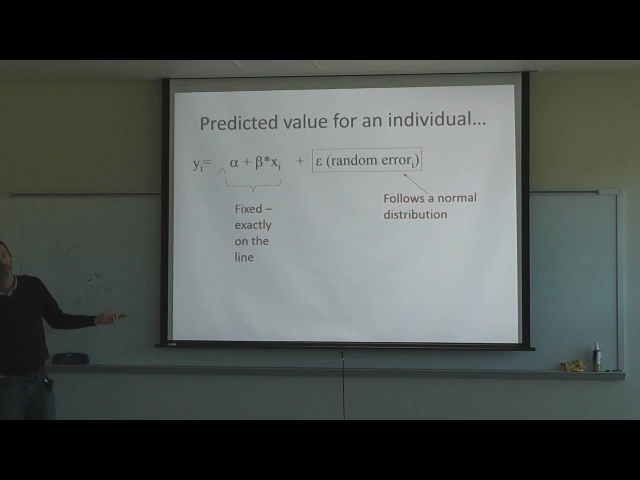 Predicted value for an individual…
yᵢ= α + β*xᵢ + ε (random errorᵢ)
Fixed –
exactly
on the
line
Follows a normal
distribution